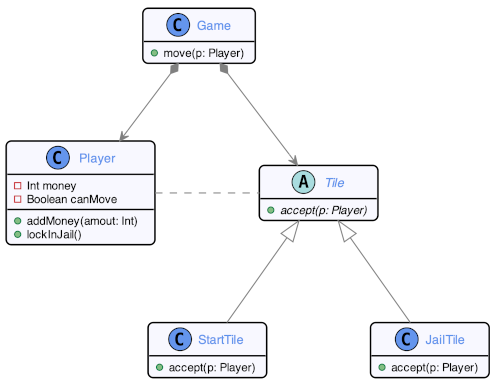 C Game
move(p: Player)
C Player
Int money
Boolean canMove
addMoney(amout: Int)
lockInJail()
A Tile
accept(p: Player)
C StartTile
accept(p: Player)
C JailTile
accept(p: Player)